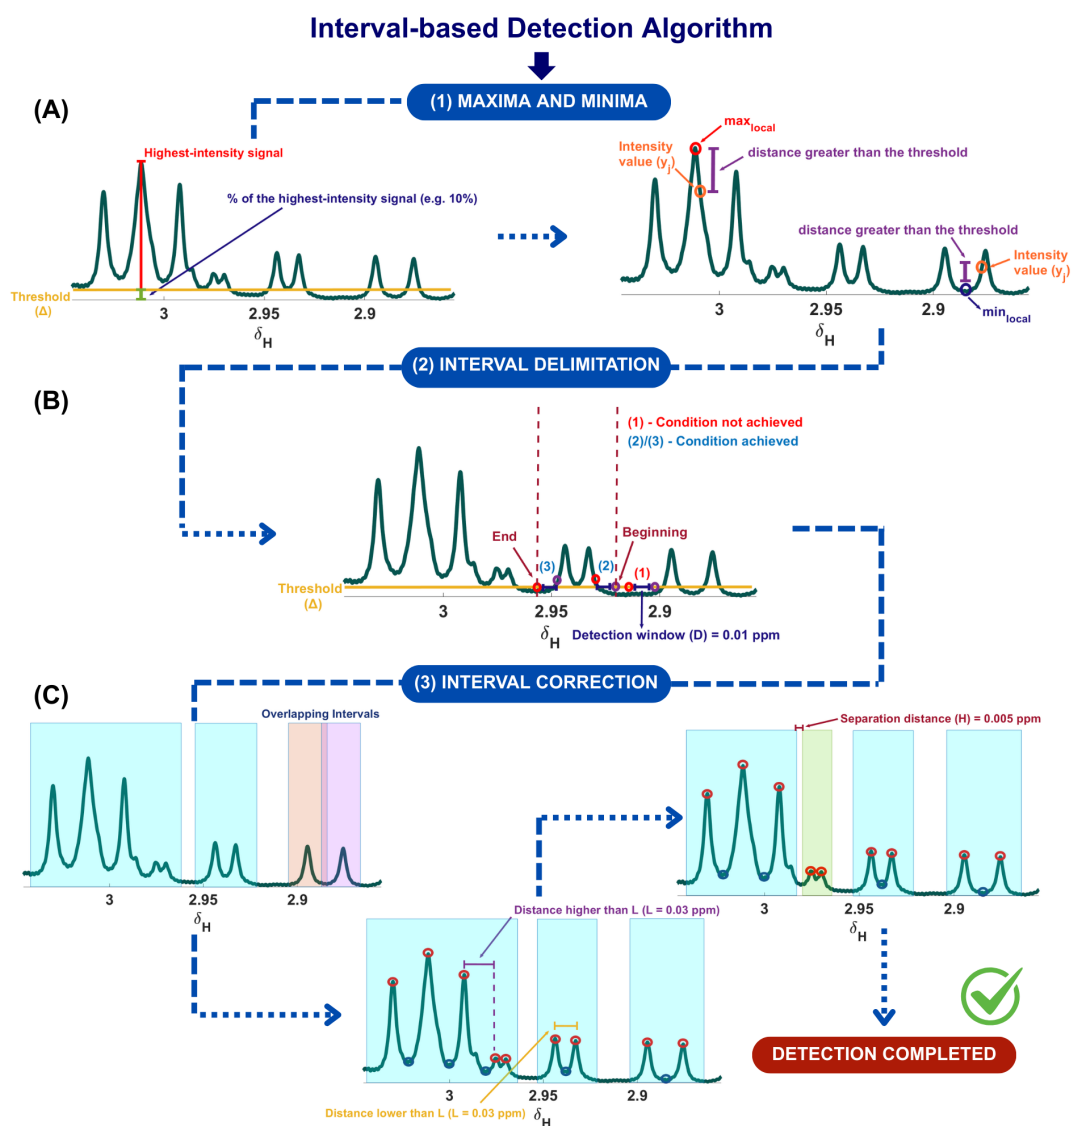 Interval-based Detection Algorithm
(1) MAXIMA AND MINIMA
(A)
Highest-intensity signal
% of the highest-intensity signal (e.g. 10%)
Threshold
(Δ)
3
2.95
2.9
δH
maxlocal
Intensity
value (yj)
distance greater than the threshold
distance greater than the threshold
Intensity
value (yj)
minlocal
3
2.95
2.9
δH
(2) INTERVAL DELIMITATION
(B)
(1) - Condition not achieved
(2)/(3) - Condition achieved
End
Beginning
(3)
(2)
(1)
Threshold
(Δ)
3
2.95
2.9
δH
Detection window (D) = 0.01 ppm
(3) INTERVAL CORRECTION
(C)
Overlapping Intervals
3
2.95
2.9
δH
Separation distance (H) = 0.005 ppm
3
2.95
2.9
δH
Distance higher than L (L = 0.03 ppm)
3
2.95
2.9
δH
Distance lower than L (L = 0.03 ppm)
DETECTION COMPLETED